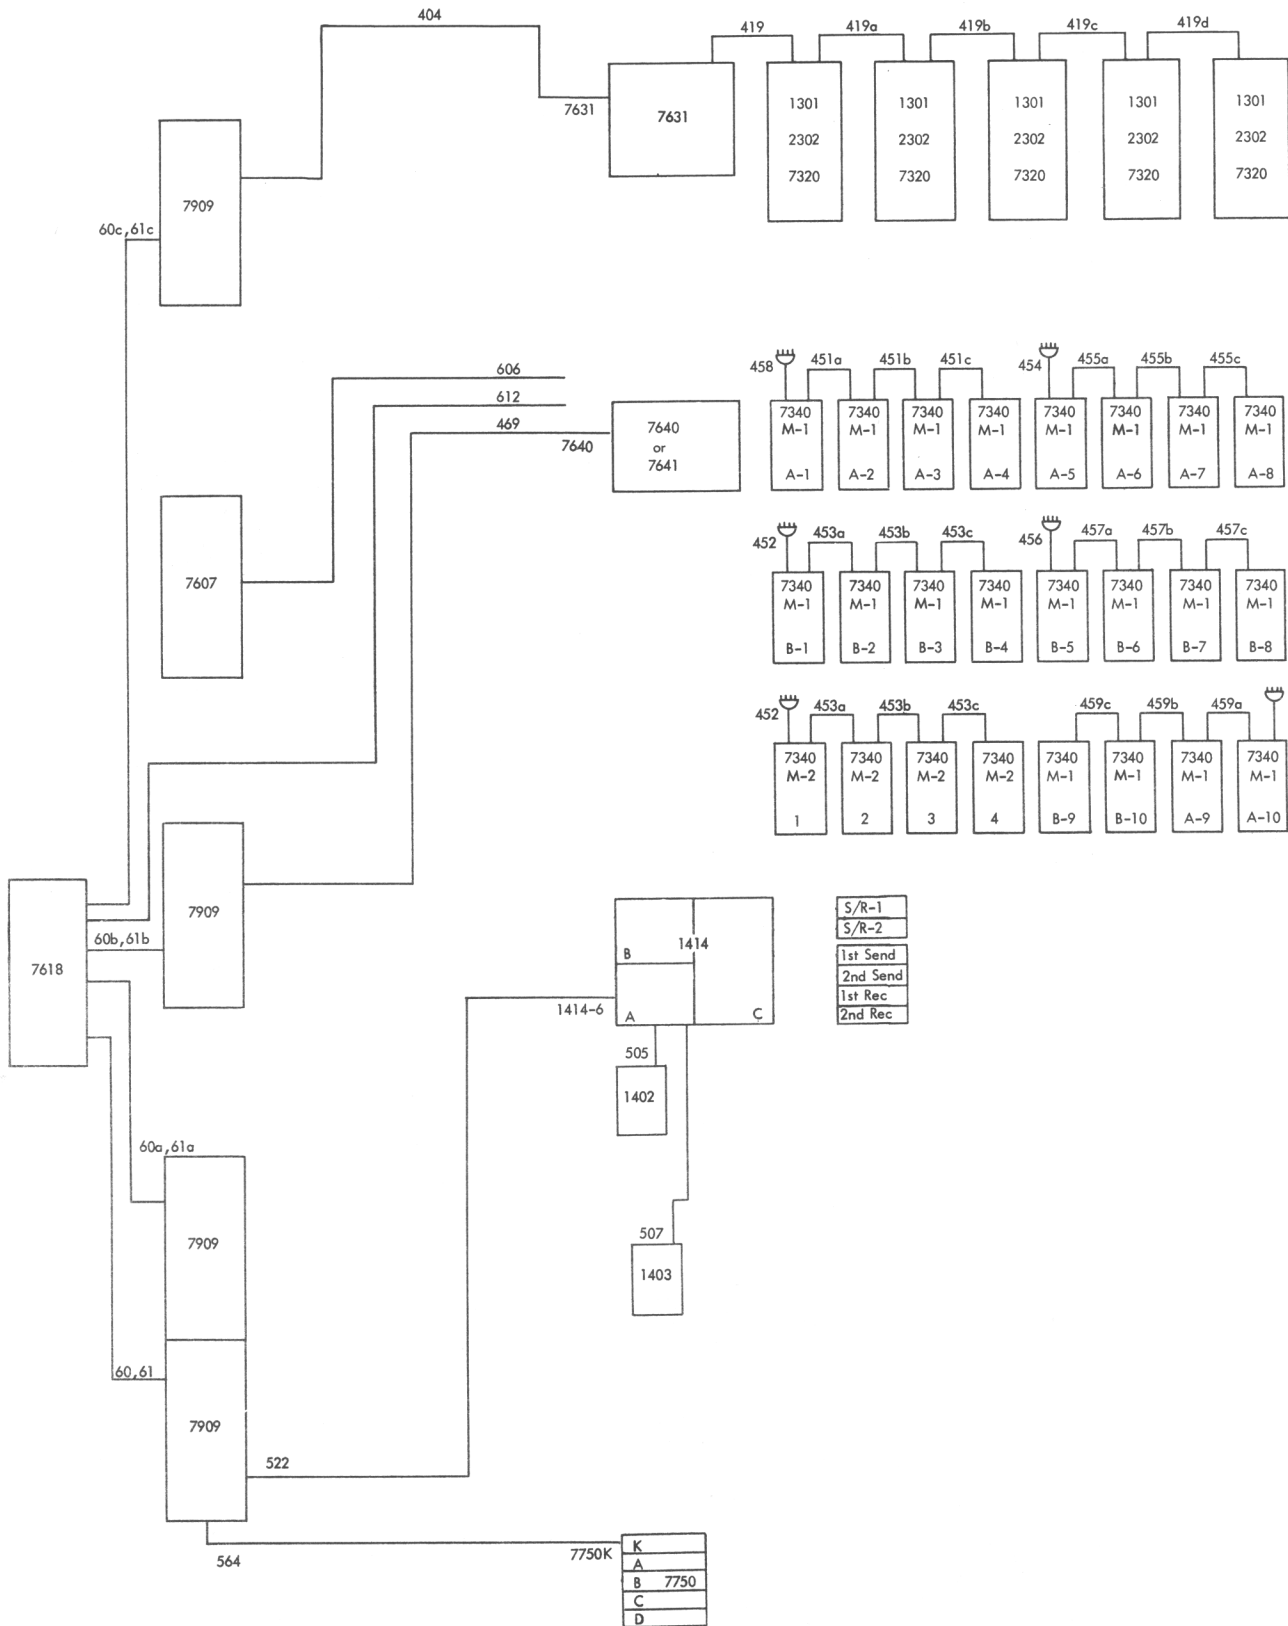 404
419 419a 419b 419c 419d
7631
7631
1301 1301 1301 1301 1301
2302 2302 2302 2302 2302
7320 7320 7320 7320 7320
7909
60c,61c
606
612
469
7640
7640
or
7641
458 451a 451b 451c 454 455a 455b 455c
7340 7340 7340 7340 7340 7340 7340 7340
M-1 M-1 M-1 M-1 M-1 M-1 M-1 M-1
A-1 A-2 A-3 A-4 A-5 A-6 A-7 A-8
7607
452 453a 453b 453c 456 457a 457b 457c
7340 7340 7340 7340 7340 7340 7340 7340
M-1 M-1 M-1 M-1 M-1 M-1 M-1 M-1
B-1 B-2 B-3 B-4 B-5 B-6 B-7 B-8
452 453a 453b 453c 459c 459b 459a
7340 7340 7340 7340 7340 7340 7340 7340
M-2 M-2 M-2 M-2 M-1 M-1 M-1 M-1
1 2 3 4 B-9 B-10 A-9 A-10
7909
60b,61b
7618
B 1414
A C
1414-6
S/R-1
S/R-2
1st Send
2nd Send
1st Rec
2nd Rec
505
1402
507
1403
60a,61a
7909
60,61
7909
522
564
7750K
K
A
B 7750
C
D